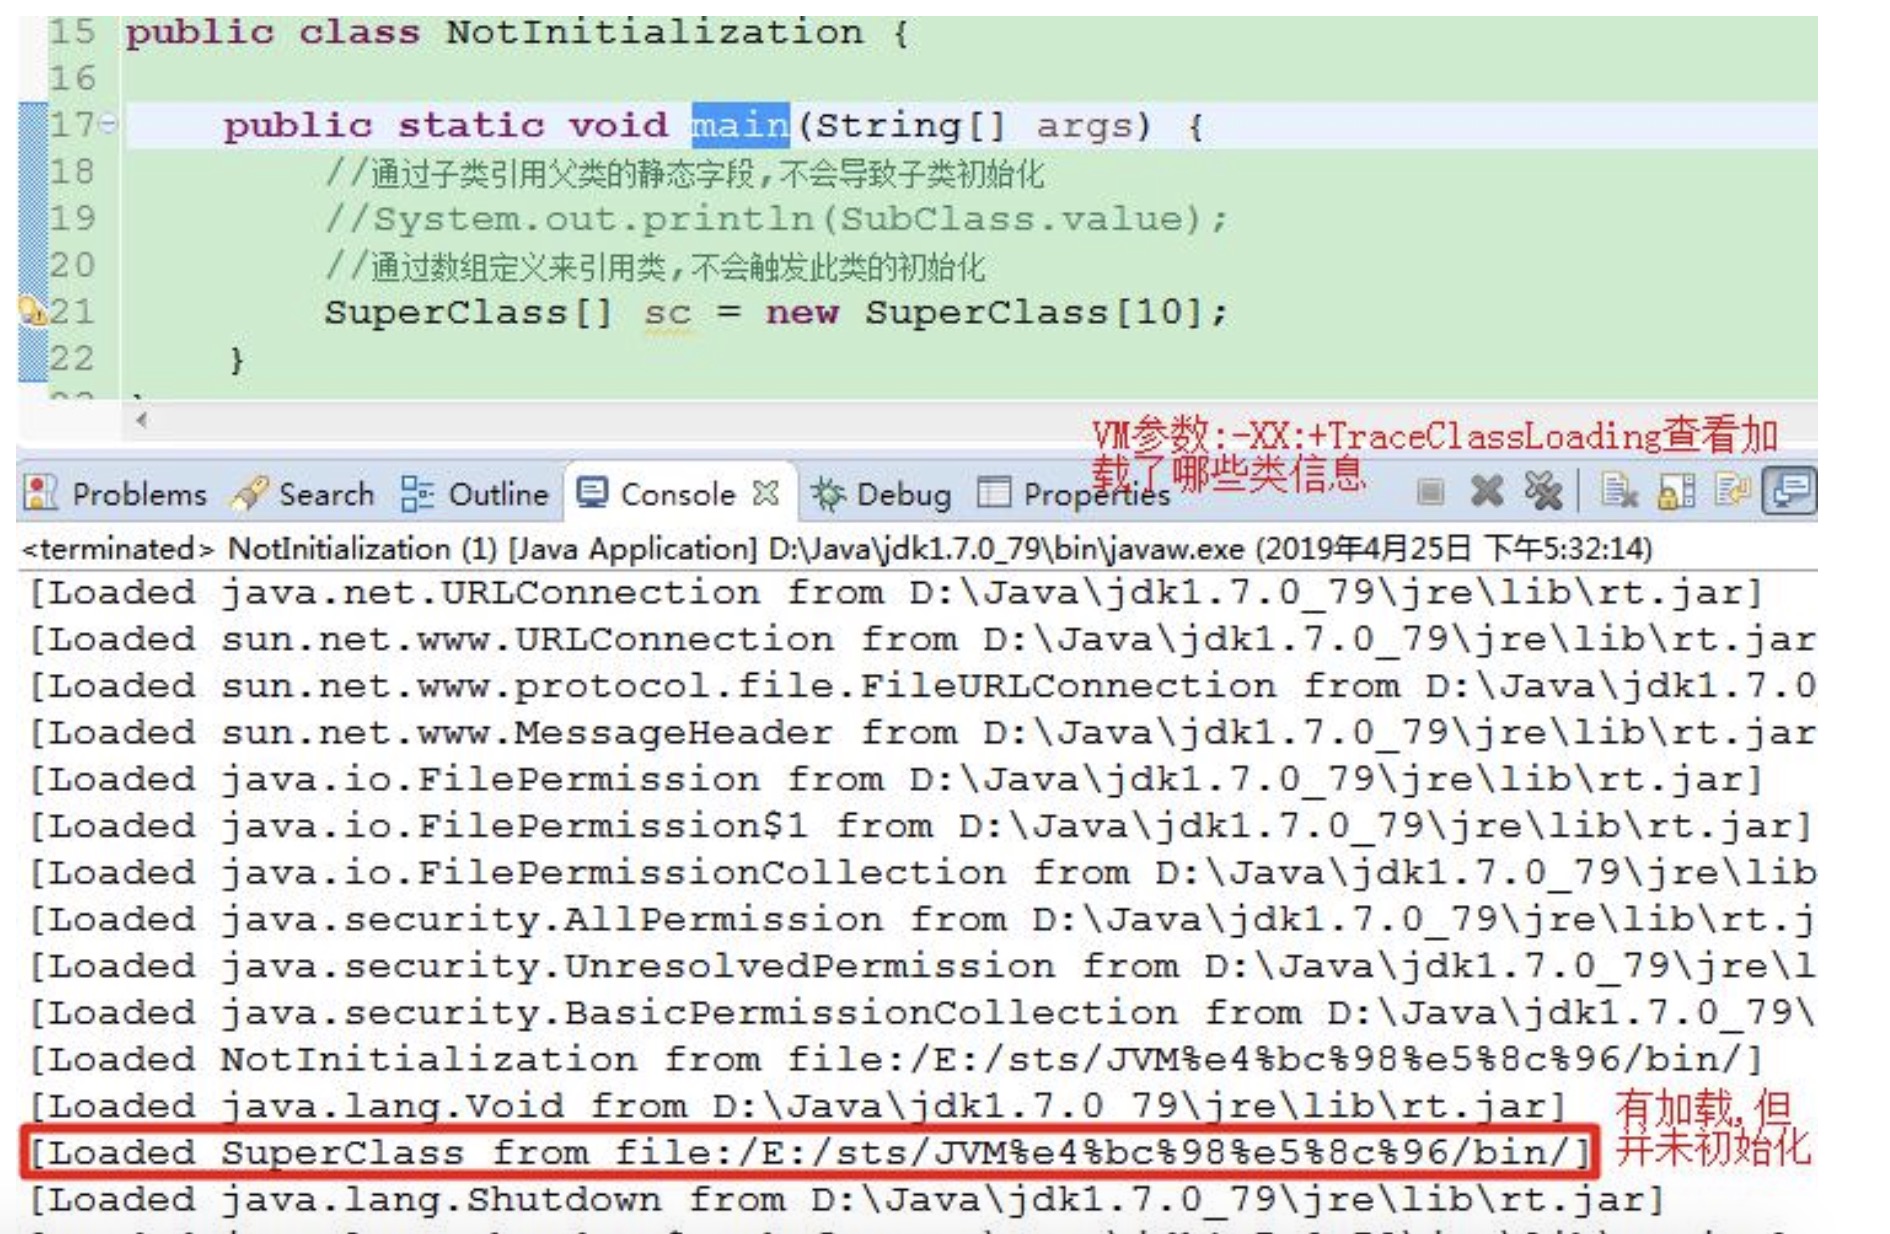 15 public class NotInitialization {
16
17 public static void main(String[] args) {
18 //通过子类引用父类的静态字段,不会导致子类初始化
19 //System.out.println(SubClass.value);
20 //通过数组定义来引用类,不会触发此类的初始化
21 SuperClass[] sc = new SuperClass[10];
22 }
VM参数:-XX:+TraceClassLoading查看加
载了哪些类信息
Problems Search Outline Console Debug Properties
<terminated> NotInitialization (1) [Java Application] D:\Java\jdk1.7.0_79\bin\javaw.exe (2019年4月25日 下午5:32:14)
[Loaded java.net.URLConnection from D:\Java\jdk1.7.0_79\jre\lib\rt.jar]
[Loaded sun.net.www.URLConnection from D:\Java\jdk1.7.0_79\jre\lib\rt.jar
[Loaded sun.net.www.protocol.file.FileURLConnection from D:\Java\jdk1.7.0
[Loaded sun.net.www.MessageHeader from D:\Java\jdk1.7.0_79\jre\lib\rt.jar
[Loaded java.io.FilePermission from D:\Java\jdk1.7.0_79\jre\lib\rt.jar]
[Loaded java.io.FilePermission$1 from D:\Java\jdk1.7.0_79\jre\lib\rt.jar]
[Loaded java.io.FilePermissionCollection from D:\Java\jdk1.7.0_79\jre\lib
[Loaded java.security.AllPermission from D:\Java\jdk1.7.0_79\jre\lib\rt.j
[Loaded java.security.UnresolvedPermission from D:\Java\jdk1.7.0_79\jre\l
[Loaded java.security.BasicPermissionCollection from D:\Java\jdk1.7.0_79\
[Loaded NotInitialization from file:/E:/sts/JVM%e4%bc%98%e5%8c%96/bin/]
[Loaded java.lang.Void from D:\Java\jdk1.7.0_79\jre\lib\rt.jar]
有加载,但
并未初始化
[Loaded SuperClass from file:/E:/sts/JVM%e4%bc%98%e5%8c%96/bin/]
[Loaded java.lang.Shutdown from D:\Java\jdk1.7.0_79\jre\lib\rt.jar]